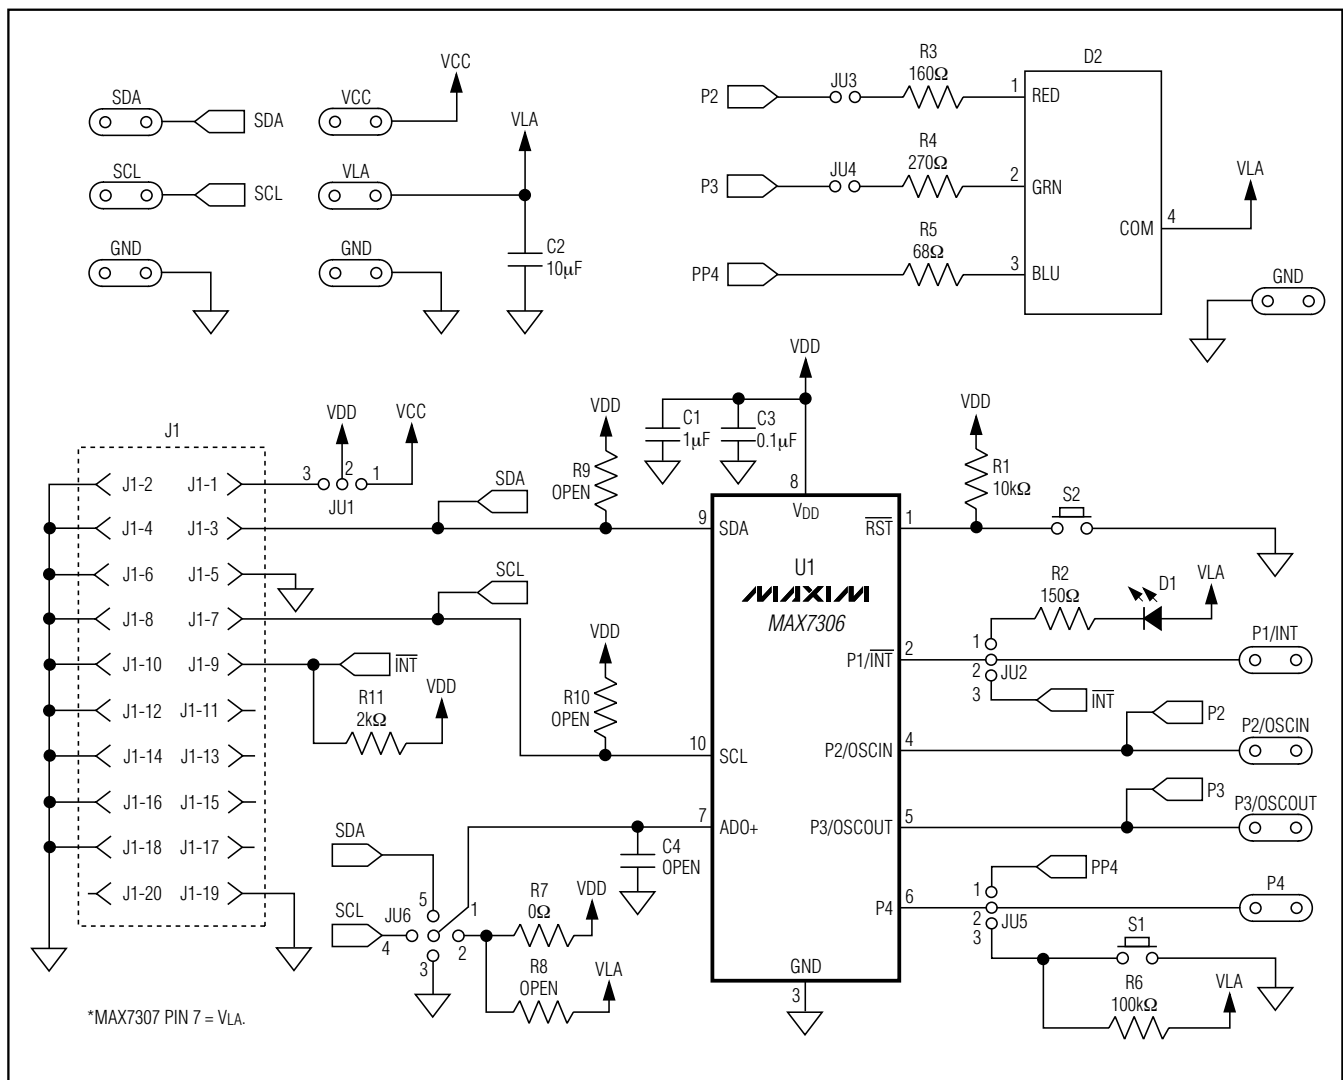 VCC
SDA
SDA
VCC
VLA
SCL
SCL
VLA
GND
GND
C2
10μF
P2
JU3
R3
160Ω
1
RED
D2
P3
JU4
R4
270Ω
2
GRN
VLA
COM
4
PP4
R5
68Ω
3
BLU
GND
J1
J1-2
J1-1
J1-4
J1-3
J1-6
J1-5
J1-8
J1-7
J1-10
J1-9
J1-12
J1-11
J1-14
J1-13
J1-16
J1-15
J1-18
J1-17
J1-20
J1-19
VDD
VCC
3
2
1
JU1
SDA
VDD
R9
OPEN
SCL
VDD
R10
OPEN
I̅N̅T̅
R11
2kΩ
VDD
VDD
C1
1μF
C3
0.1μF
8
VDD
9
SDA
U1
MAXIM
MAX7306
R̅S̅T̅
1
VDD
R1
10kΩ
S2
R2
150Ω
D1
VLA
P1/I̅N̅T̅
2
1
2
3
JU2
P1/INT
I̅N̅T̅
10
SCL
P2/OSCIN
4
P2
P2/OSCIN
7
ADO+
P3/OSCOUT
5
P3
P3/OSCOUT
C4
OPEN
SDA
SCL
JU6
5
4
1
2
3
R7
0Ω
VDD
R8
OPEN
VLA
P4
6
1
2
3
JU5
PP4
P4
S1
R6
100kΩ
VLA
GND
3
*MAX7307 PIN 7 = VLA.